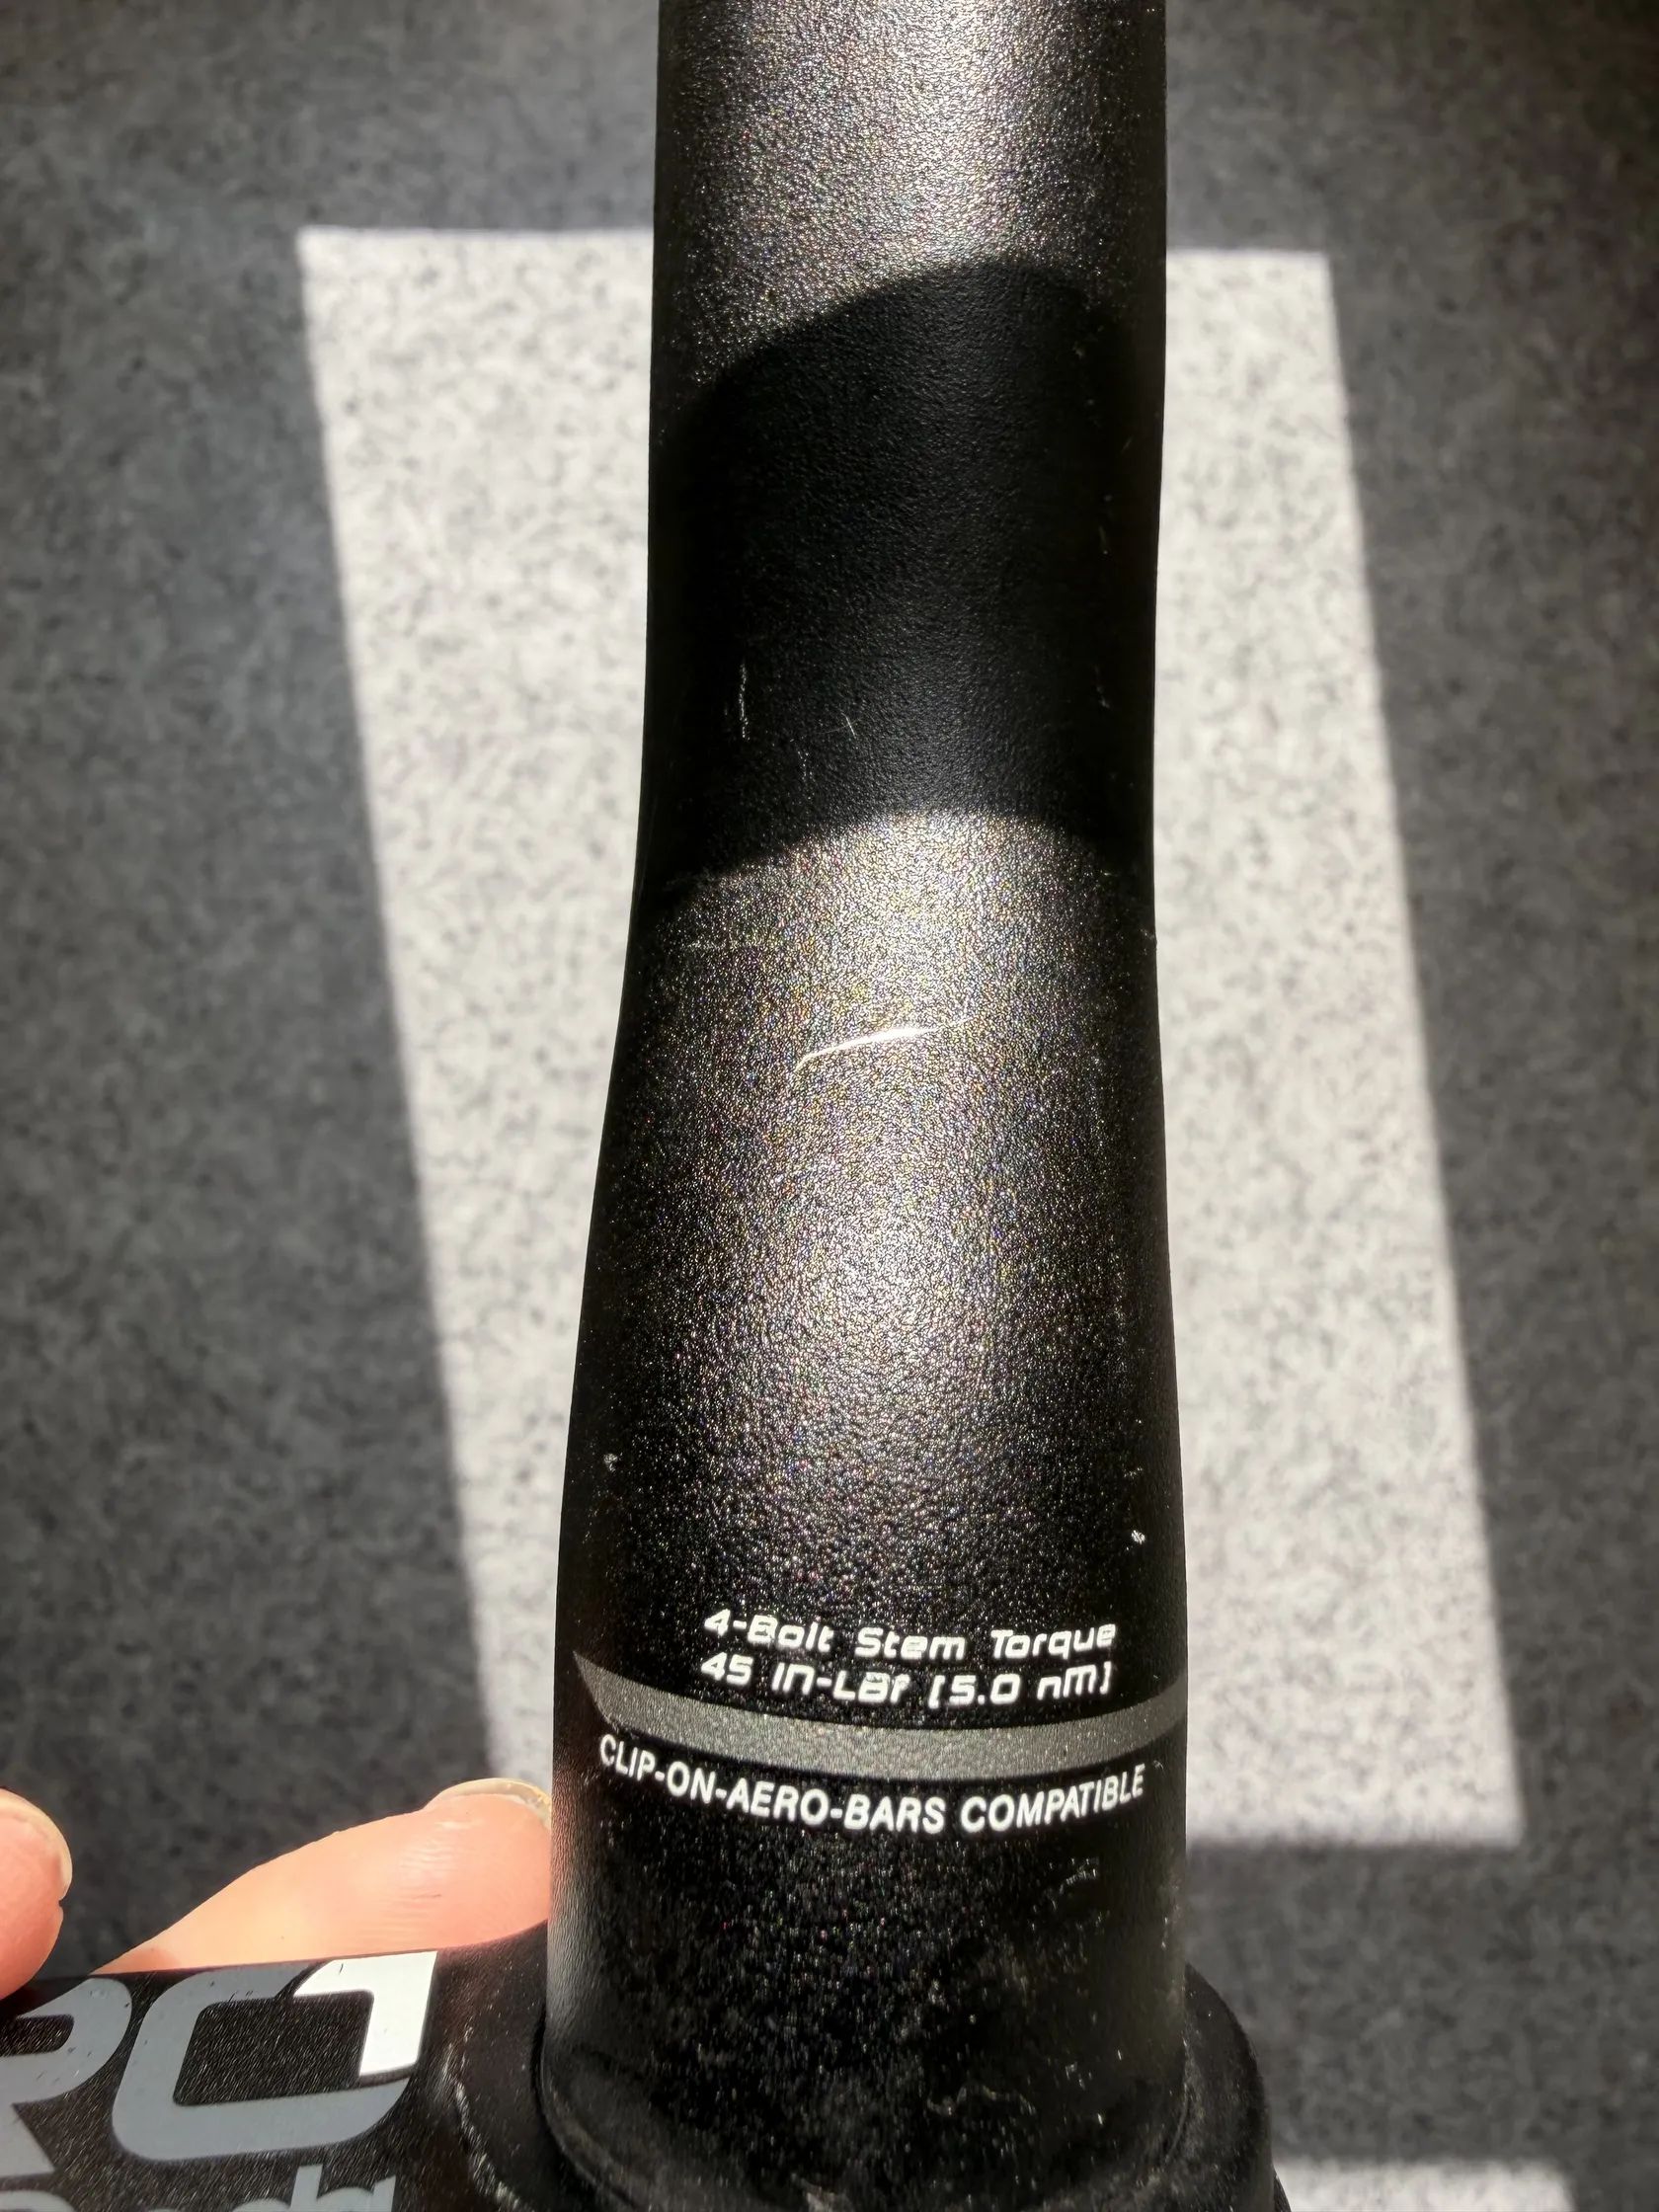 4-Bolt Stem Torque
45 IN-LBf [5.0 nM]
CLIP-ON-AERO-BARS COMPATIBLE